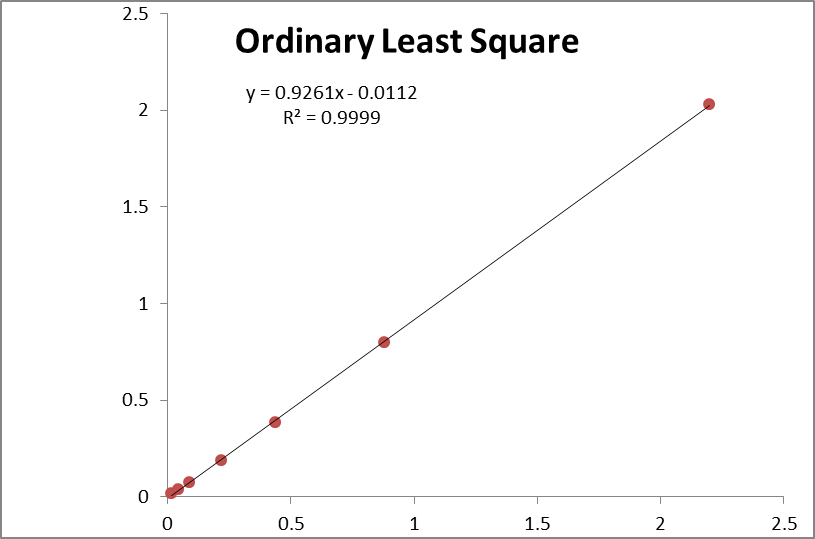 Ordinary Least Square
y = 0.9261x - 0.0112
R² = 0.9999
2.5
2
1.5
1
0.5
0
0 0.5 1 1.5 2 2.5